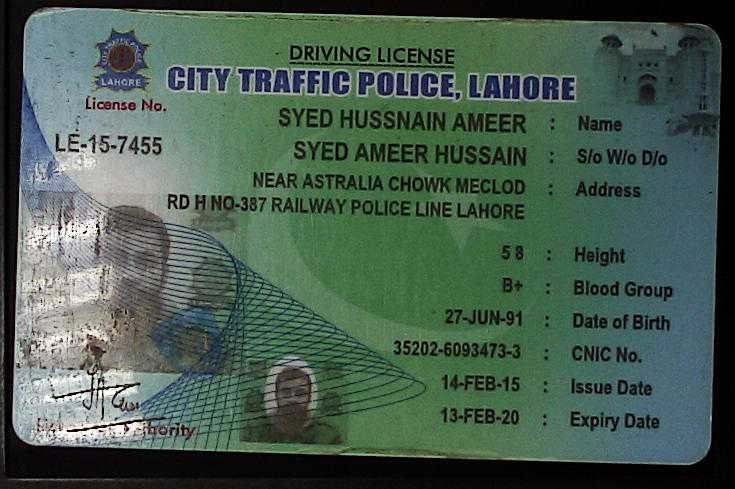 DRIVING LICENSE
CITY TRAFFIC POLICE, LAHORE
LAHORE
License No.
LE-15-7455
SYED HUSSNAIN AMEER : Name
SYED AMEER HUSSAIN : S/o W/o D/o
NEAR ASTRALIA CHOWK MECLOD : Address
RD H NO-387 RAILWAY POLICE LINE LAHORE
5 8 : Height
B+ : Blood Group
27-JUN-91 : Date of Birth
35202-6093473-3 : CNIC No.
14-FEB-15 : Issue Date
13-FEB-20 : Expiry Date